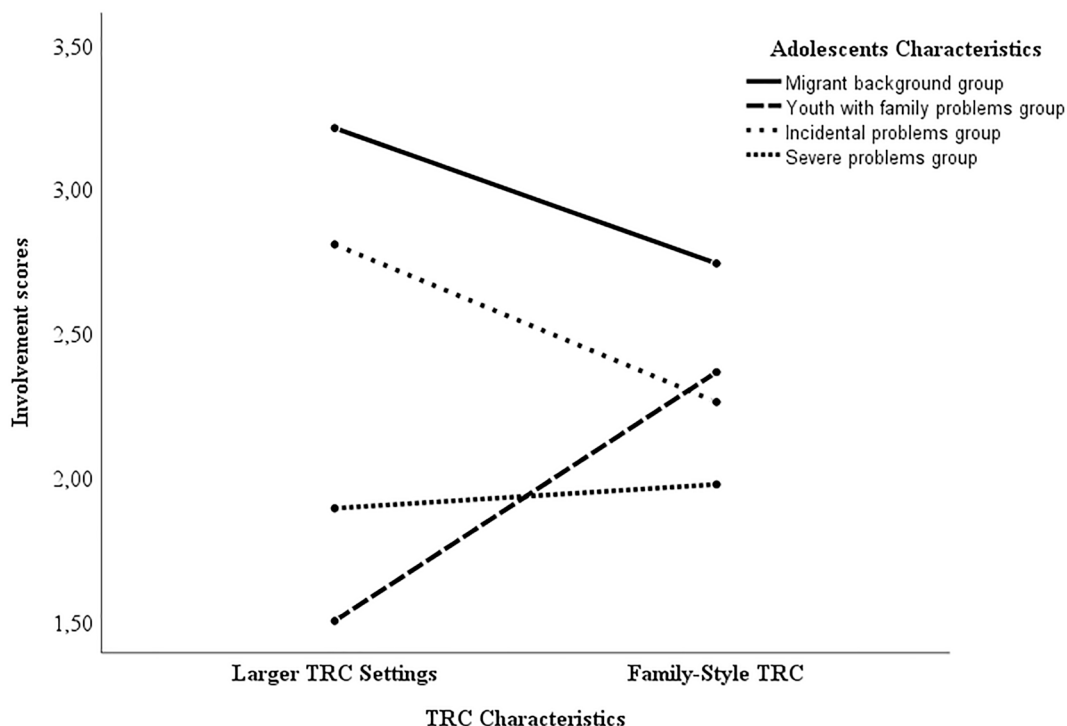 3,50
3,00
2,50
2,00
1,50
Involvement scores
Adolescents Characteristics
Migrant background group
Youth with family problems group
Incidental problems group
Severe problems group
Larger TRC Settings
Family-Style TRC
TRC Characteristics